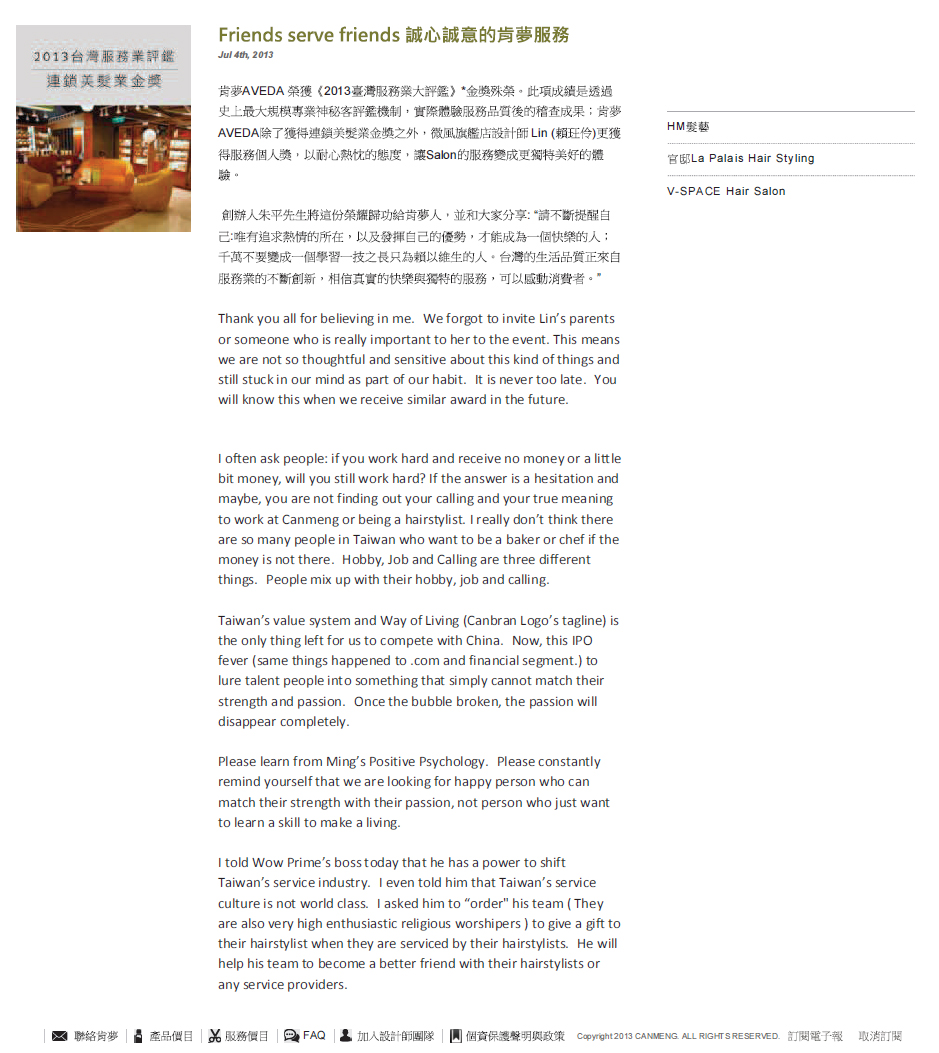 2013台灣服務業評鑑
連鎖美髮業金獎
Friends serve friends 誠心誠意的肯夢服務
Jul 4th, 2013
肯夢AVEDA 榮獲《2013臺灣服務業大評鑑》*金獎殊榮。此項成績是透過
史上最大規模專業神秘客評鑑機制，實際體驗服務品質後的稽查成果；肯夢
AVEDA除了獲得連鎖美髮業金獎之外，微風旗艦店設計師 Lin (賴玨伶)更獲
得服務個人獎，以耐心熱忱的態度，讓Salon的服務變成更獨特美好的體
驗。
創辦人朱平先生將這份榮耀歸功給肯夢人，並和大家分享: “請不斷提醒自
己:唯有追求熱情的所在，以及發揮自己的優勢，才能成為一個快樂的人；
千萬不要變成一個學習一技之長只為賴以維生的人。台灣的生活品質正來自
服務業的不斷創新，相信真實的快樂與獨特的服務，可以感動消費者。”
Thank you all for believing in me.  We forgot to invite Lin’s parents
or someone who is really important to her to the event. This means
we are not so thoughtful and sensitive about this kind of things and
still stuck in our mind as part of our habit.  It is never too late.  You
will know this when we receive similar award in the future.
I often ask people: if you work hard and receive no money or a little
bit money, will you still work hard? If the answer is a hesitation and
maybe, you are not finding out your calling and your true meaning
to work at Canmeng or being a hairstylist. I really don’t think there
are so many people in Taiwan who want to be a baker or chef if the
money is not there.  Hobby, Job and Calling are three different
things.  People mix up with their hobby, job and calling.
Taiwan’s value system and Way of Living (Canbran Logo’s tagline) is
the only thing left for us to compete with China.  Now, this IPO
fever (same things happened to .com and financial segment.) to
lure talent people into something that simply cannot match their
strength and passion.  Once the bubble broken, the passion will
disappear completely.
Please learn from Ming’s Positive Psychology.  Please constantly
remind yourself that we are looking for happy person who can
match their strength with their passion, not person who just want
to learn a skill to make a living.
I told Wow Prime’s boss today that he has a power to shift
Taiwan’s service industry.  I even told him that Taiwan’s service
culture is not world class.  I asked him to “order" his team ( They
are also very high enthusiastic religious worshipers ) to give a gift to
their hairstylist when they are serviced by their hairstylists.  He will
help his team to become a better friend with their hairstylists or
any service providers.
HM髮藝
官邸La Palais Hair Styling
V-SPACE Hair Salon
聯絡肯夢 產品價目 服務價目 FAQ 加入設計師團隊 個資保護聲明與政策 Copyright 2013 CANMENG. ALL RIGHTS RESERVED. 訂閱電子報 取消訂閱